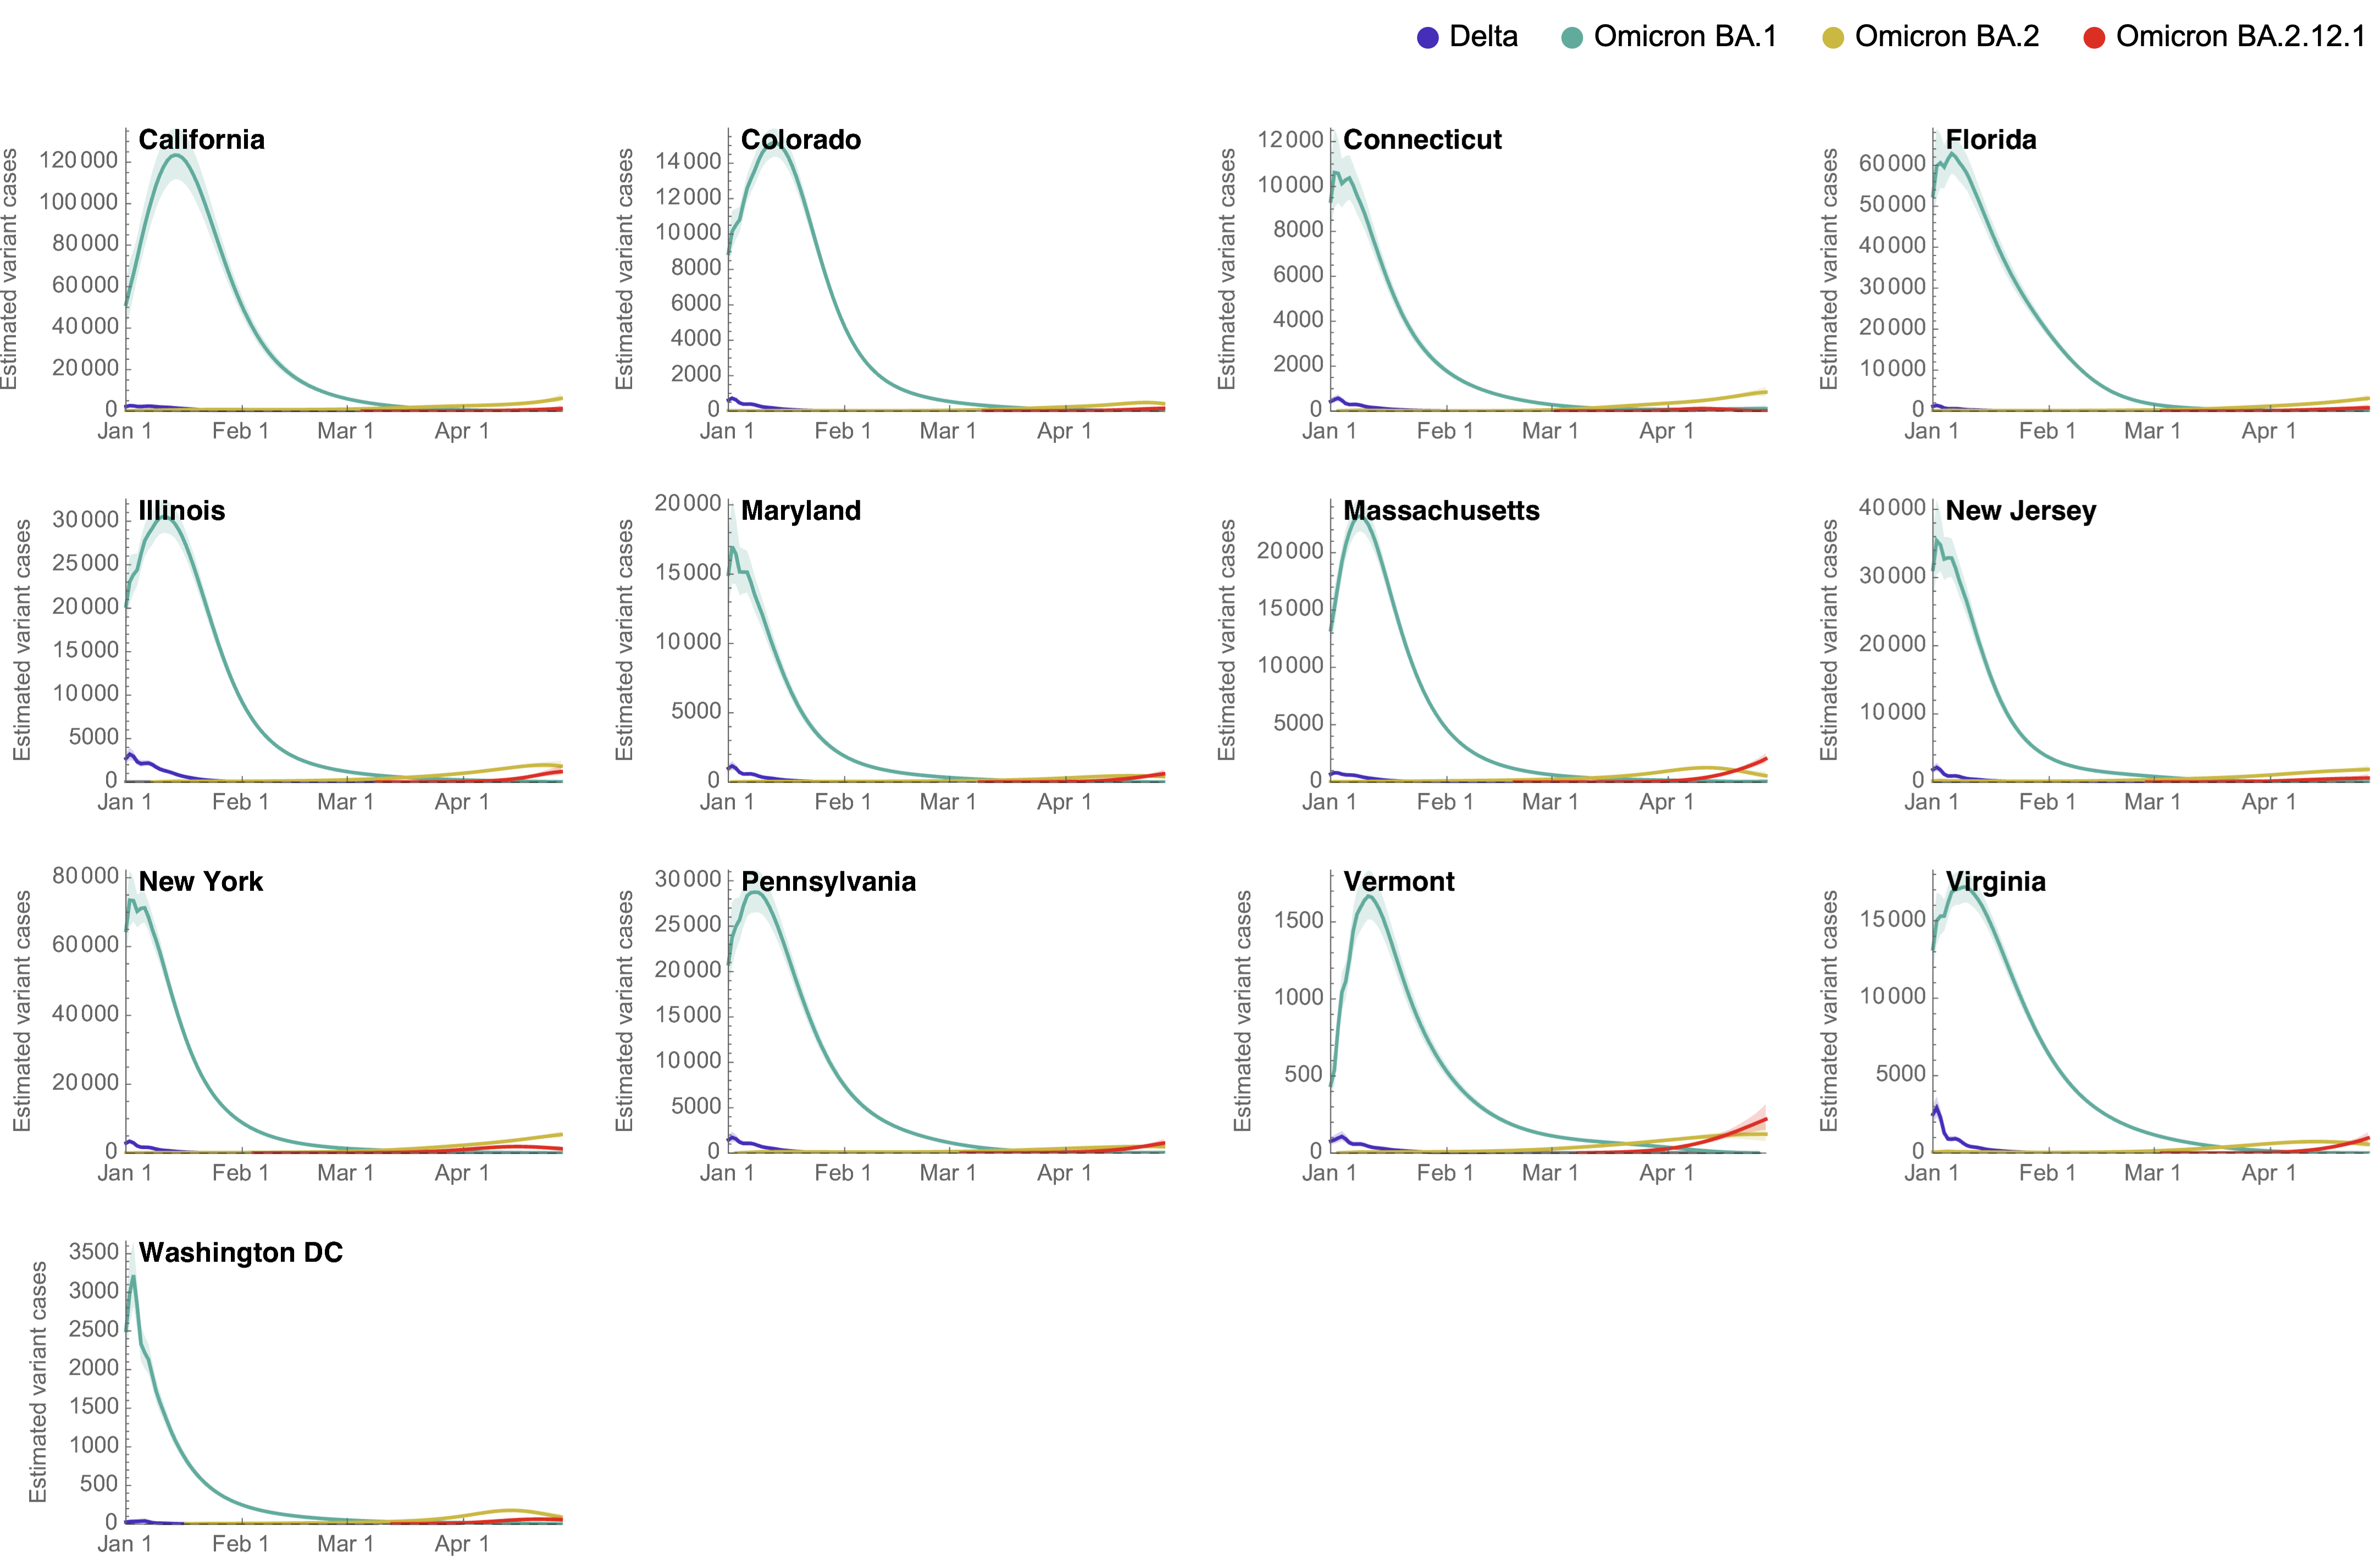 Delta Omicron BA.1 Omicron BA.2 Omicron BA.2.12.1
California
Estimated variant cases
120 000
100 000
80 000
60 000
40 000
20 000
0
Jan 1 Feb 1 Mar 1 Apr 1
Colorado
Estimated variant cases
14 000
12 000
10 000
8000
6000
4000
2000
0
Jan 1 Feb 1 Mar 1 Apr 1
Connecticut
Estimated variant cases
12 000
10 000
8000
6000
4000
2000
0
Jan 1 Feb 1 Mar 1 Apr 1
Florida
Estimated variant cases
60 000
50 000
40 000
30 000
20 000
10 000
0
Jan 1 Feb 1 Mar 1 Apr 1
Illinois
Estimated variant cases
30 000
25 000
20 000
15 000
10 000
5000
0
Jan 1 Feb 1 Mar 1 Apr 1
Maryland
Estimated variant cases
20 000
15 000
10 000
5000
0
Jan 1 Feb 1 Mar 1 Apr 1
Massachusetts
Estimated variant cases
20 000
15 000
10 000
5000
0
Jan 1 Feb 1 Mar 1 Apr 1
New Jersey
Estimated variant cases
40 000
30 000
20 000
10 000
0
Jan 1 Feb 1 Mar 1 Apr 1
New York
Estimated variant cases
80 000
60 000
40 000
20 000
0
Jan 1 Feb 1 Mar 1 Apr 1
Pennsylvania
Estimated variant cases
30 000
25 000
20 000
15 000
10 000
5000
0
Jan 1 Feb 1 Mar 1 Apr 1
Vermont
Estimated variant cases
1500
1000
500
0
Jan 1 Feb 1 Mar 1 Apr 1
Virginia
Estimated variant cases
15 000
10 000
5000
0
Jan 1 Feb 1 Mar 1 Apr 1
Washington DC
Estimated variant cases
3500
3000
2500
2000
1500
1000
500
0
Jan 1 Feb 1 Mar 1 Apr 1